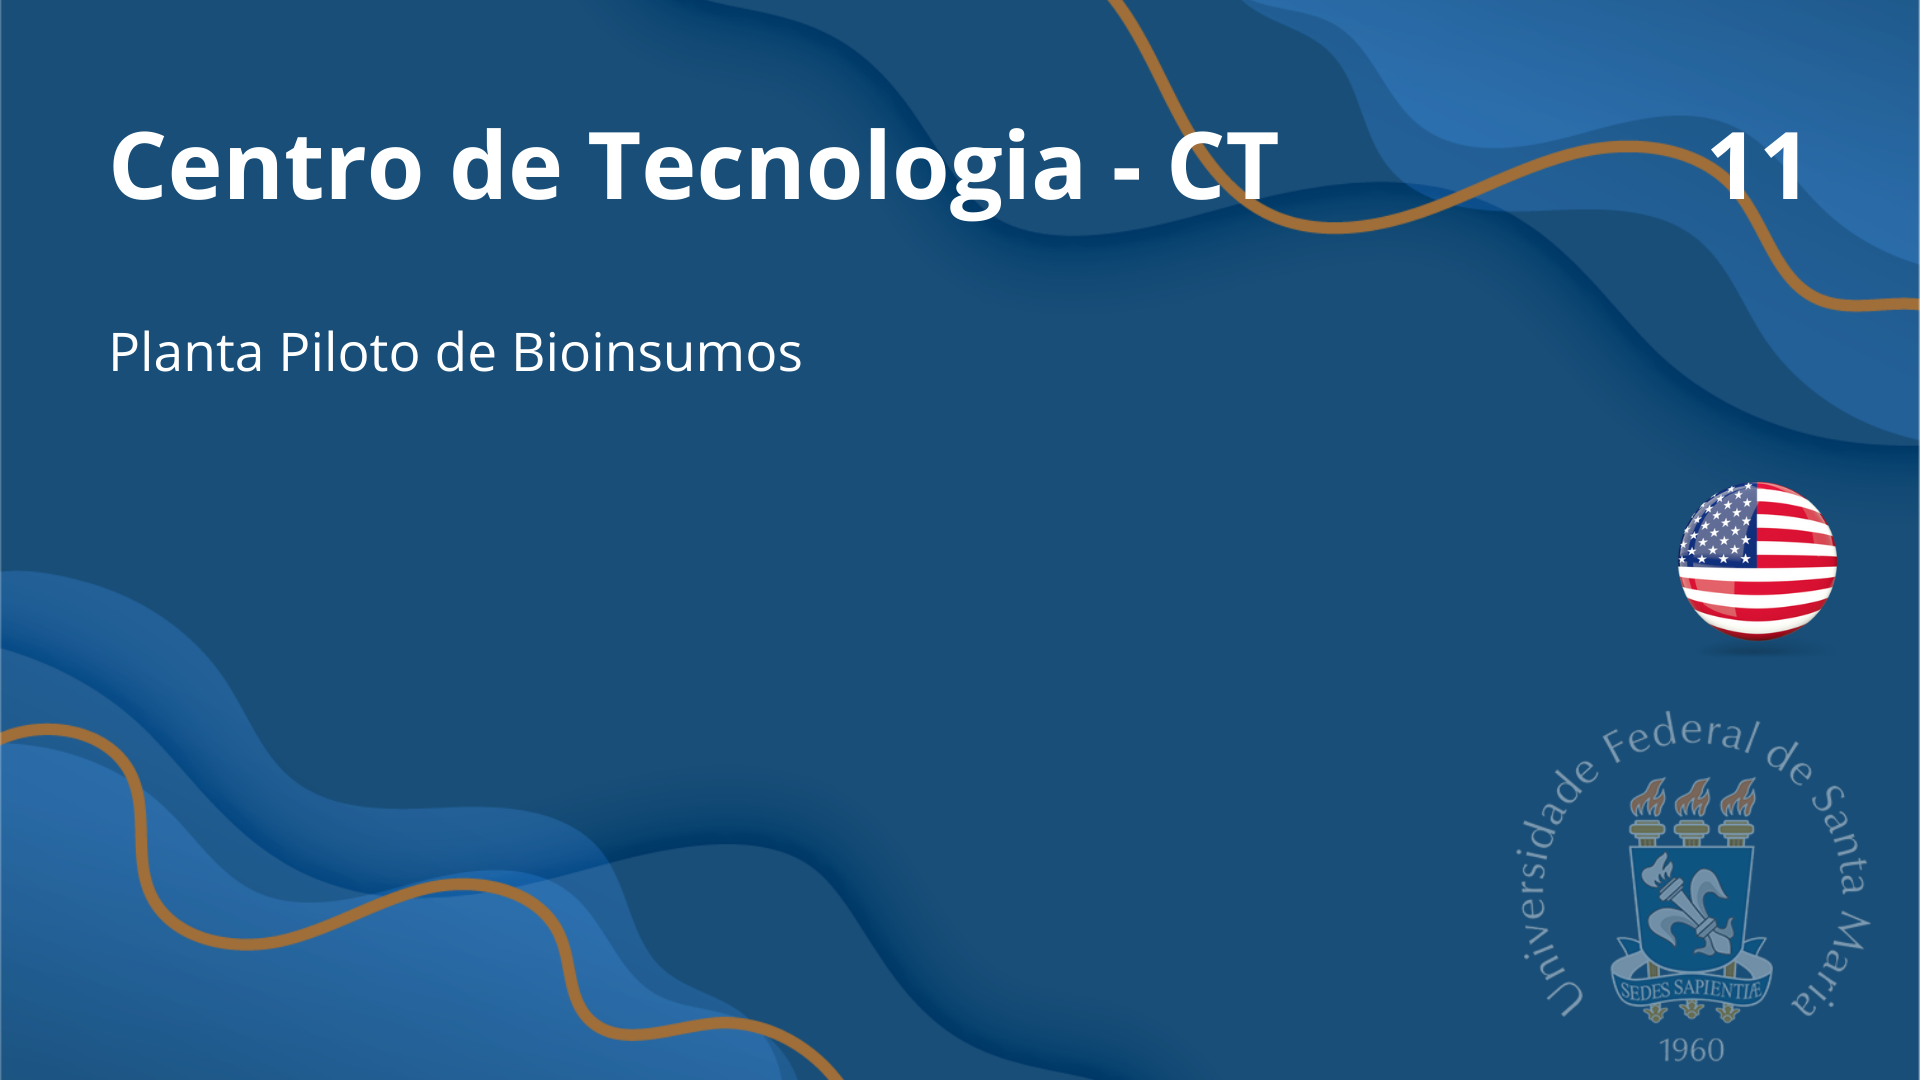 Centro de Tecnologia - CT 11
Planta Piloto de Bioinsumos
Universidade Federal de Santa Maria
SEDES SAPIENTIÆ
1960